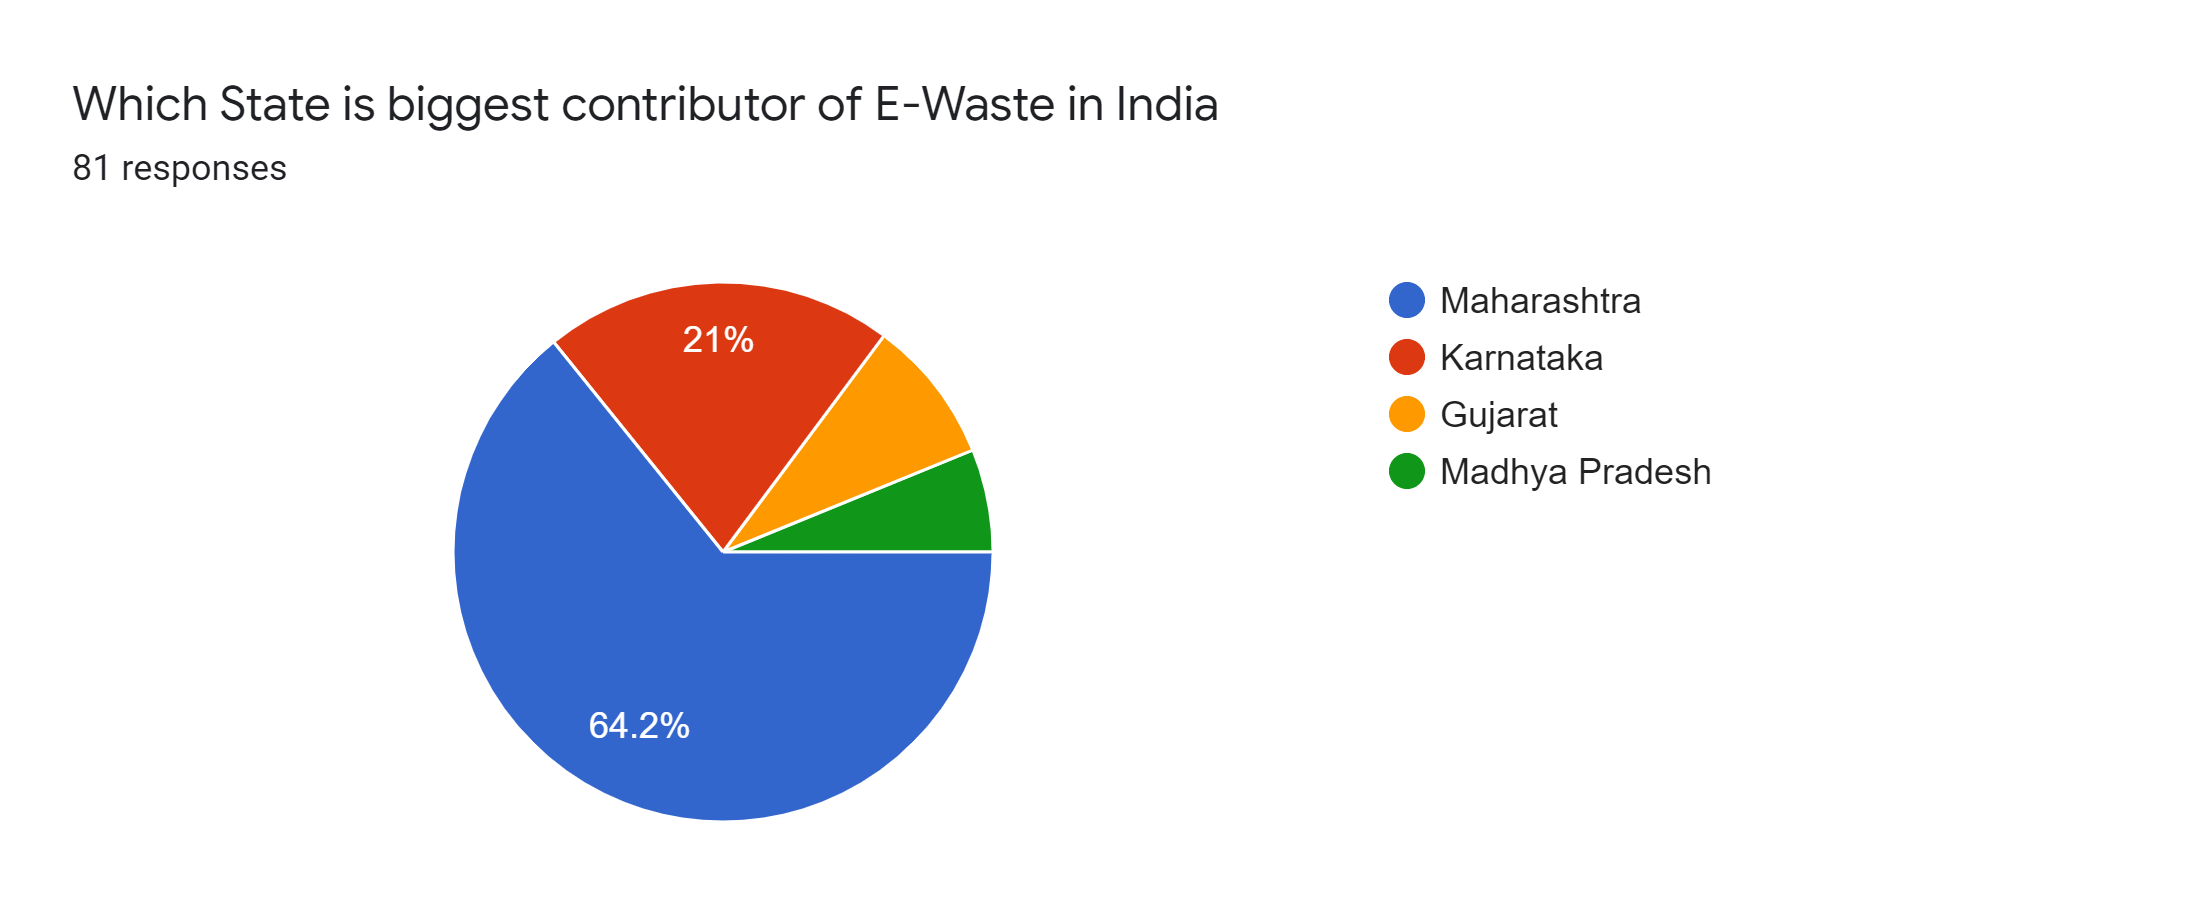 Which State is biggest contributor of E-Waste in India
81 responses
21%
64.2%
Maharashtra
Karnataka
Gujarat
Madhya Pradesh